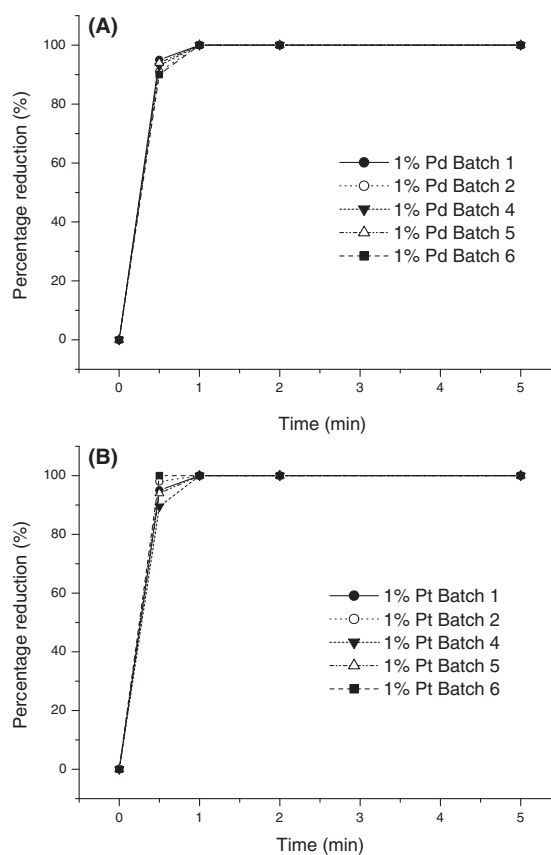 (A)
100
80
60
40
20
0
Percentage reduction (%)
1% Pd Batch 1
1% Pd Batch 2
1% Pd Batch 4
1% Pd Batch 5
1% Pd Batch 6
0 1 2 3 4 5
Time (min)
(B)
100
80
60
40
20
0
Percentage reduction (%)
1% Pt Batch 1
1% Pt Batch 2
1% Pt Batch 4
1% Pt Batch 5
1% Pt Batch 6
0 1 2 3 4 5
Time (min)